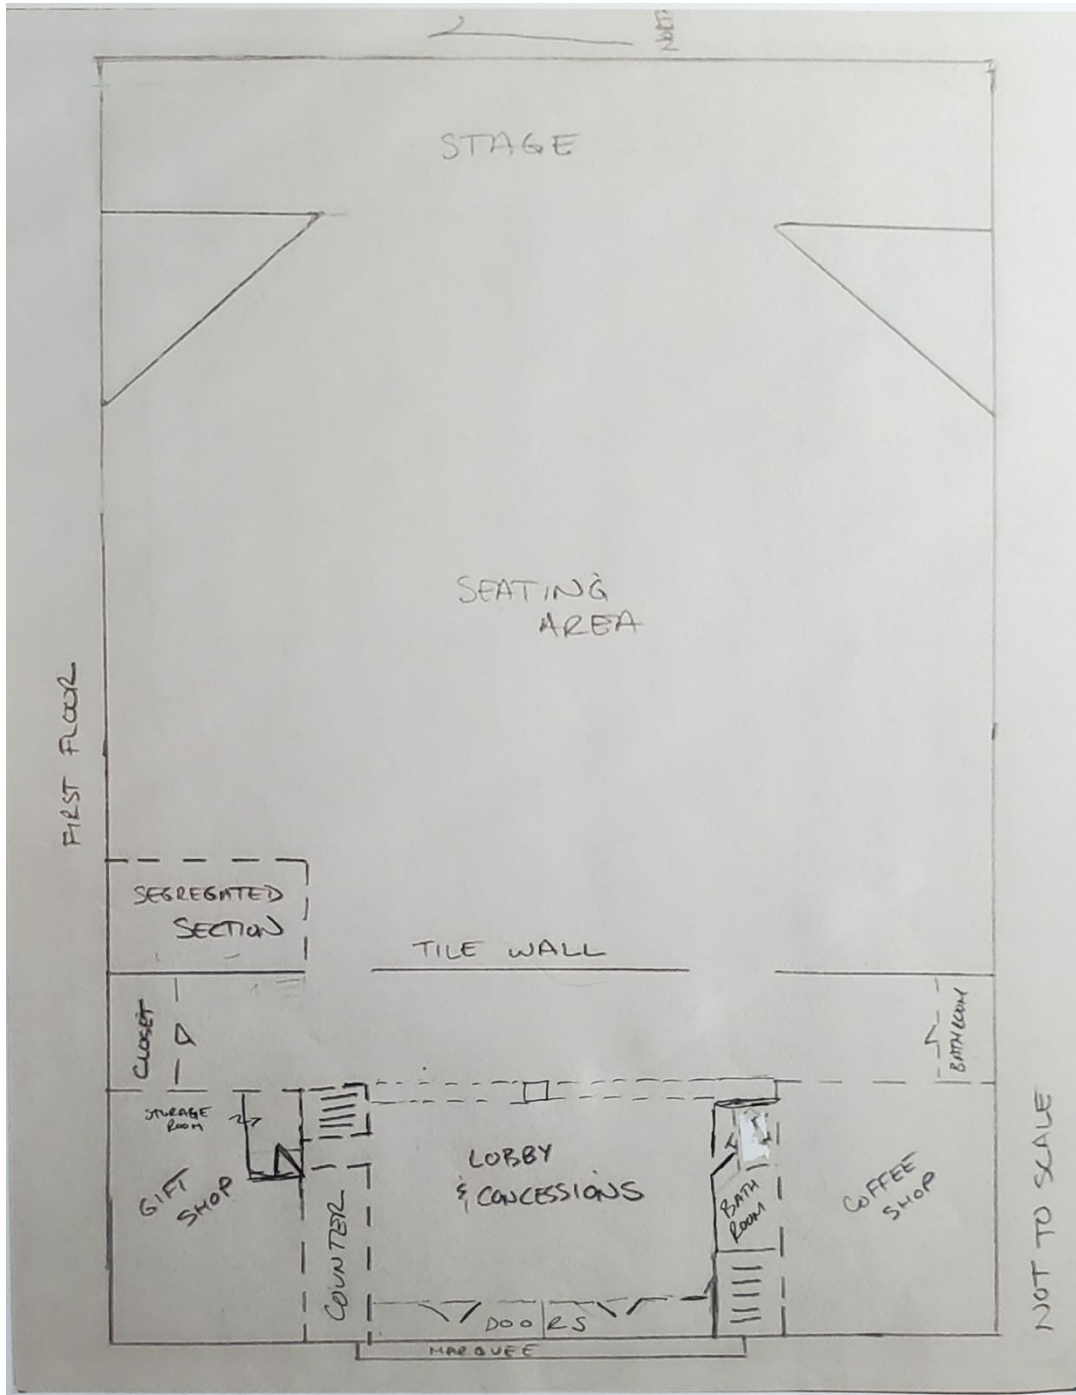 NORTH
STAGE
SEATING
AREA
FIRST FLOOR
SEGREGATED
SECTION
TILE WALL
CLOSET
BATHROOM
STORAGE
ROOM
GIFT
SHOP
COUNTER
LOBBY
& CONCESSIONS
BATH
ROOM
COFFEE
SHOP
DOORS
MARQUEE
NOT TO SCALE